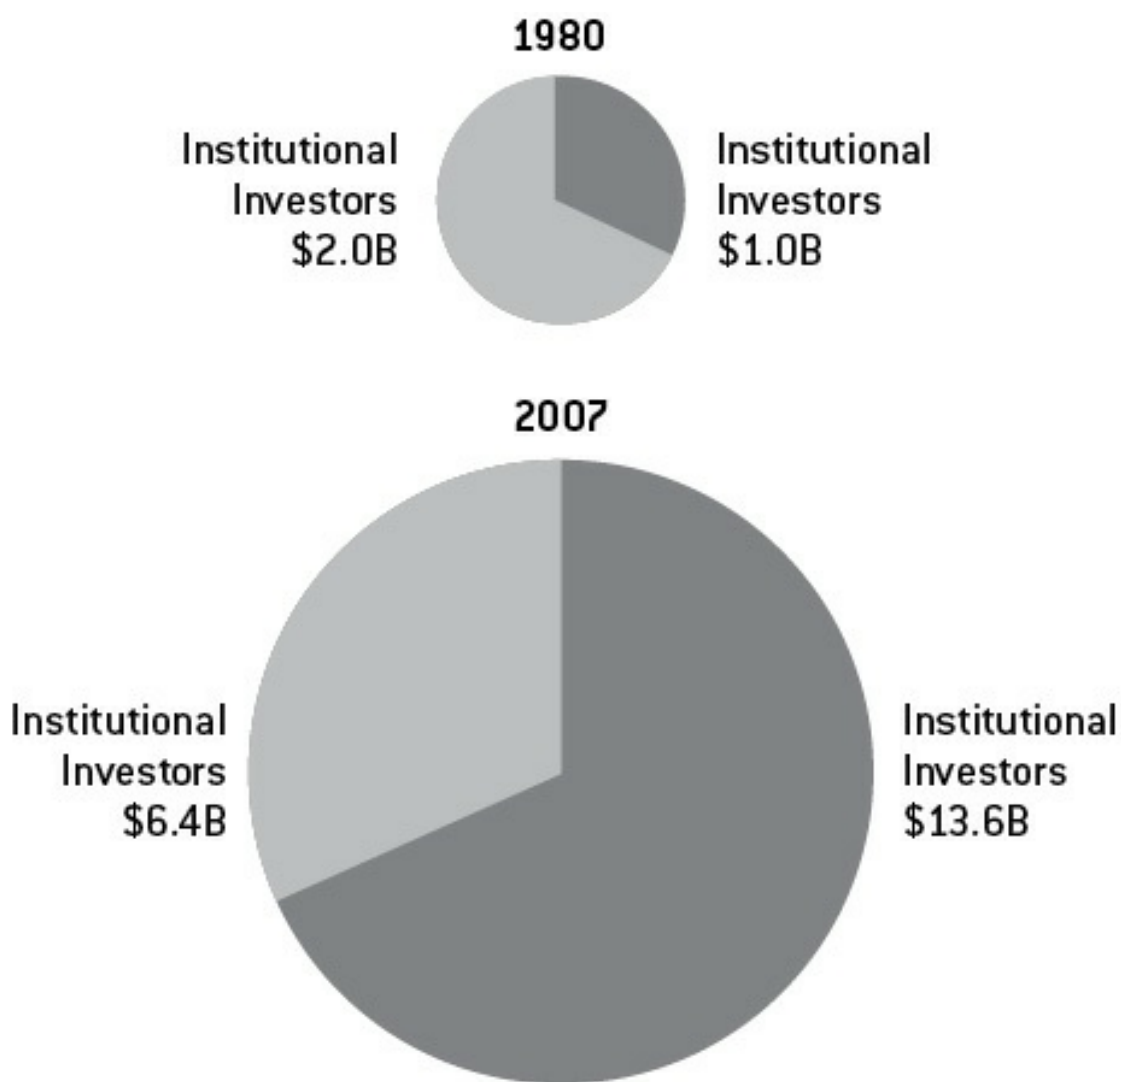 1980
Institutional
Investors
$2.0B
Institutional
Investors
$1.0B
2007
Institutional
Investors
$6.4B
Institutional
Investors
$13.6B